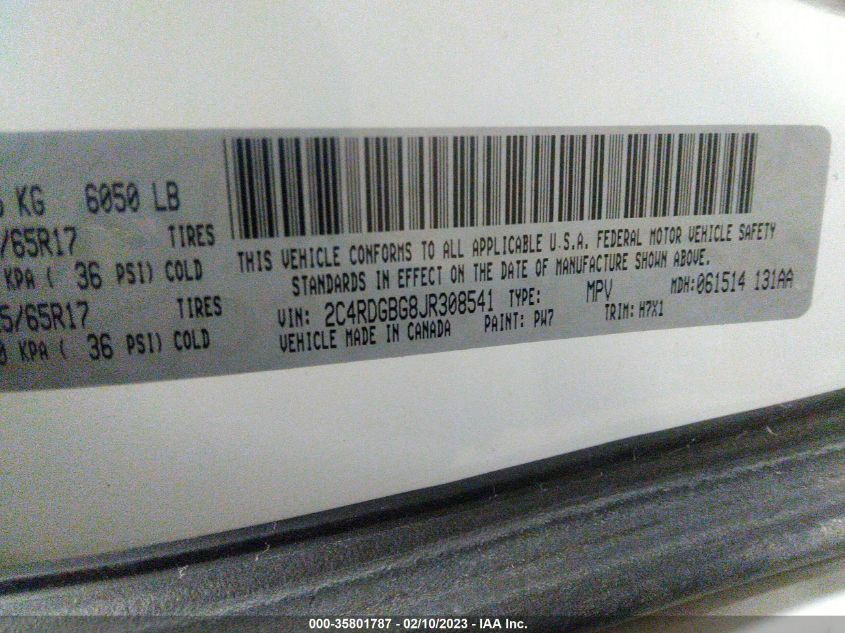 KG 6050 LB
/65R17 TIRES
KPA ( 36 PSI) COLD
5/65R17 TIRES
0 KPA ( 36 PSI) COLD
THIS VEHICLE CONFORMS TO ALL APPLICABLE U.S.A. FEDERAL MOTOR VEHICLE SAFETY
STANDARDS IN EFFECT ON THE DATE OF MANUFACTURE SHOWN ABOVE.
VIN: 2C4RDGBG8JR308541 TYPE: MPV MDH: 061514 131AA
VEHICLE MADE IN CANADA PAINT: PW7 TRIM: H7X1
000-35801787 - 02/10/2023 - IAA Inc.